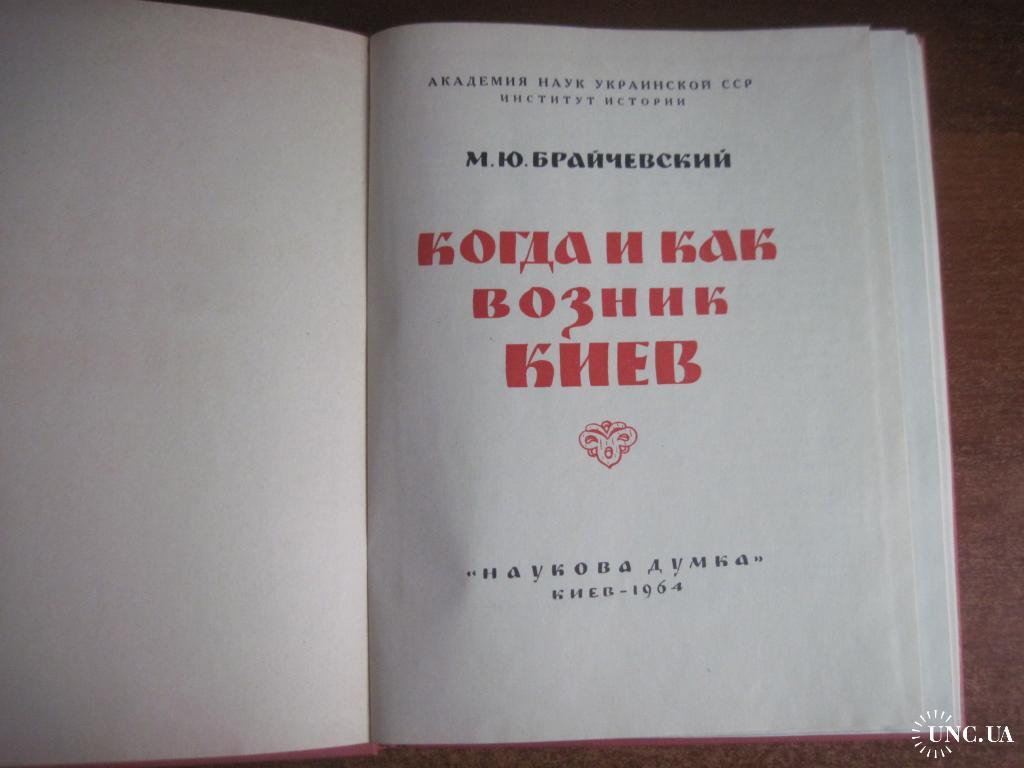 АКАДЕМИЯ НАУК УКРАИНСКОЙ ССР
ИНСТИТУТ ИСТОРИИ
М.Ю.БРАЙЧЕВСКИЙ
КОГДА И КАК
ВОЗНИК
КИЕВ
«НАУКОВА ДУМКА»
КИЕВ-1964
UNC.UA